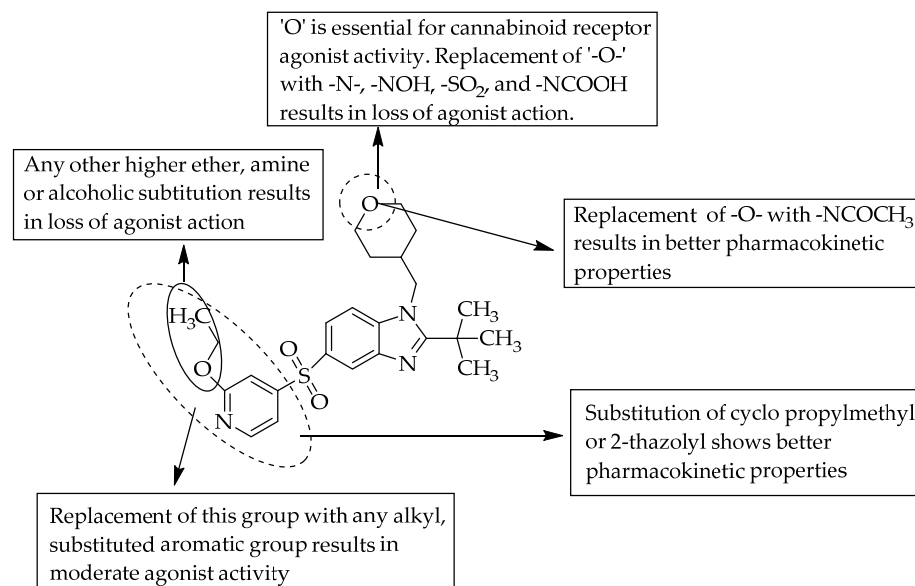 'O' is essential for cannabinoid receptor
agonist activity. Replacement of '-O-'
with -N-, -NOH, -SO2, and -NCOOH
results in loss of agonist action.
Any other higher ether, amine
or alcoholic subtitution results
in loss of agonist action
O
Replacement of -O- with -NCOCH3
results in better pharmacokinetic
properties
H3C
O
N
O
S
O
N
N
CH3
CH3
CH3
Substitution of cyclo propylmethyl
or 2-thazolyl shows better
pharmacokinetic properties
Replacement of this group with any alkyl,
substituted aromatic group results in
moderate agonist activity